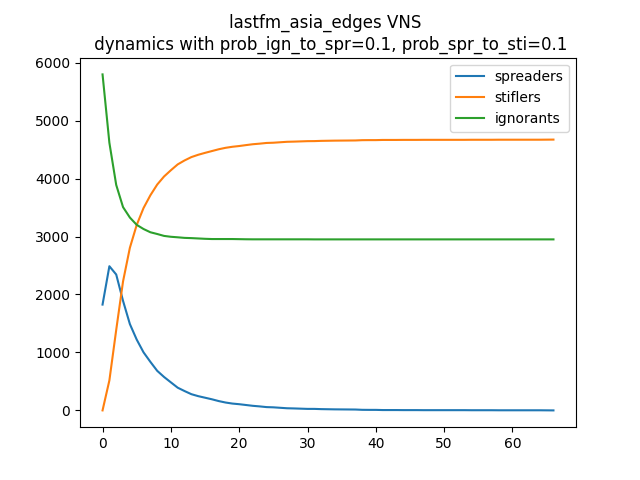 lastfm_asia_edges VNS
dynamics with prob_ign_to_spr=0.1, prob_spr_to_sti=0.1
spreaders
stiflers
ignorants
6000
5000
4000
3000
2000
1000
0
0 10 20 30 40 50 60